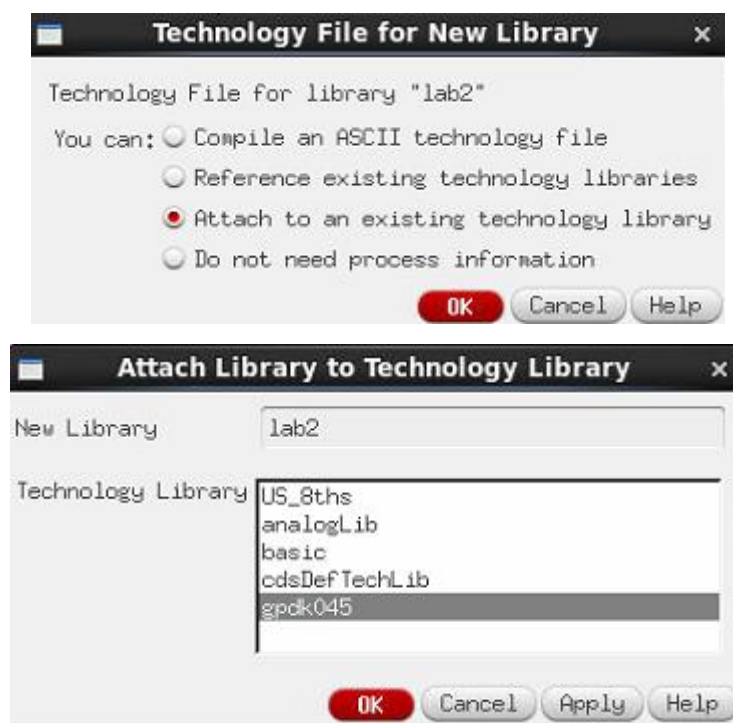 Technology File for New Library ×
Technology File for library "lab2"
You can: Compile an ASCII technology file
Reference existing technology libraries
Attach to an existing technology library
Do not need process information
OK Cancel Help
Attach Library to Technology Library ×
New Library lab2
Technology Library US_8ths
analogLib
basic
cdsDefTechLib
gpdk045
OK Cancel Apply Help